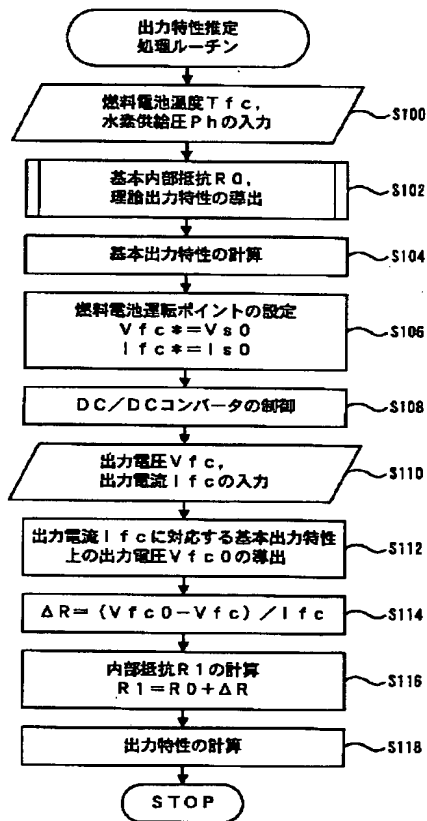 出力特性推定
処理ルーチン
燃料電池温度Tfc,
水素供給圧Phの入力
S100
基本内部抵抗R0,
理論出力特性の導出
S102
基本出力特性の計算
S104
燃料電池運転ポイントの設定
Vfc*=Vs0
Ifc*=Is0
S106
DC/DCコンバータの制御
S108
出力電圧Vfc,
出力電流Ifcの入力
S110
出力電流Ifcに対応する基本出力特性
上の出力電圧Vfc0の導出
S112
ΔR=(Vfc0-Vfc)/Ifc
S114
内部抵抗R1の計算
R1=R0+ΔR
S116
出力特性の計算
S118
STOP